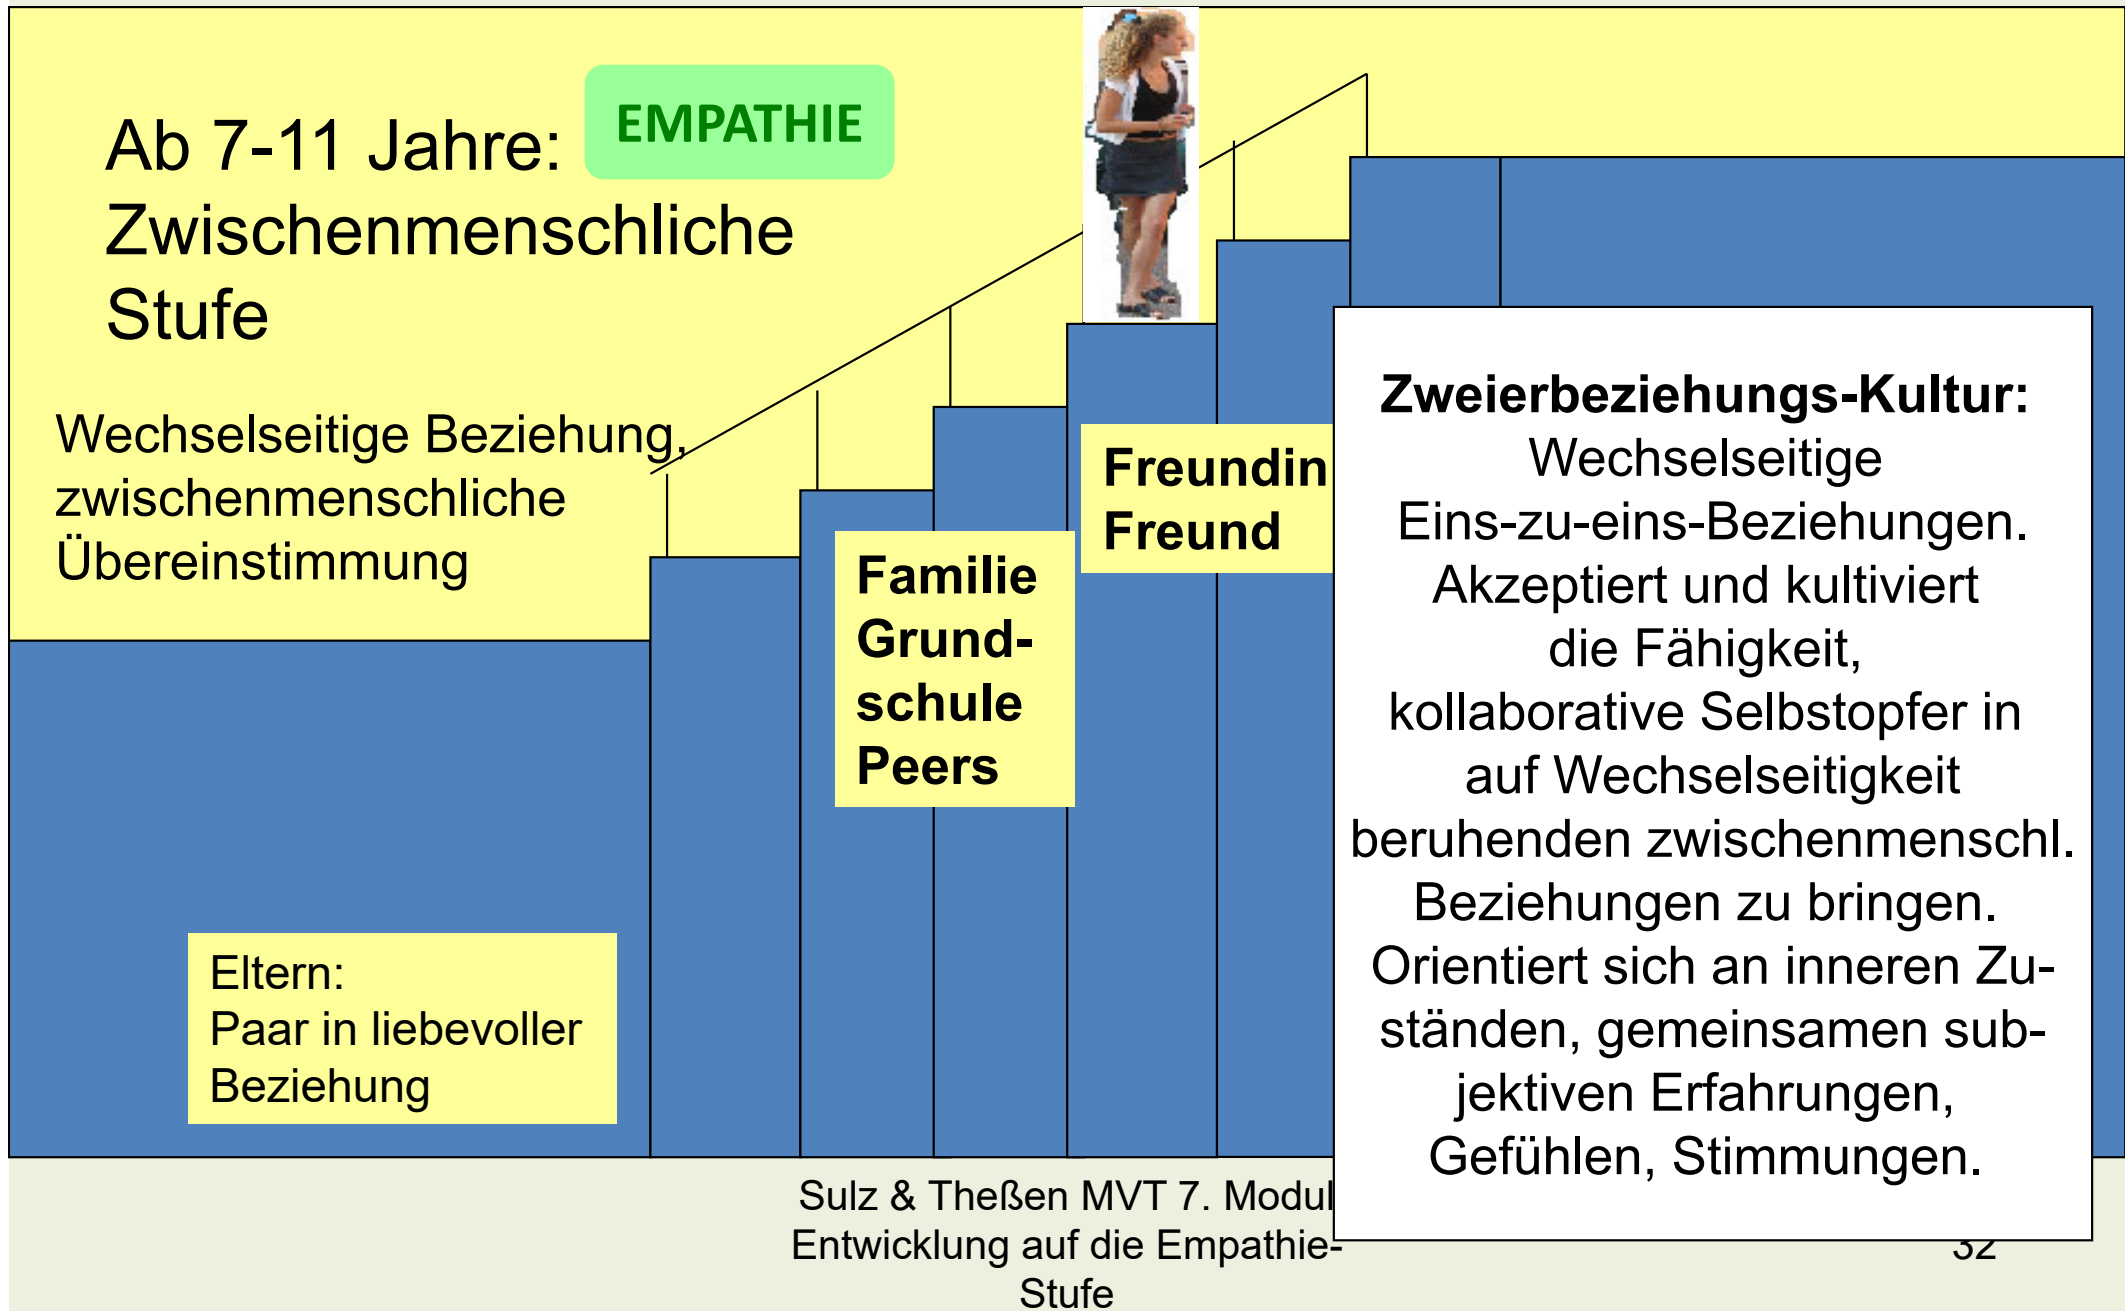 Ab 7-11 Jahre:
EMPATHIE
Zwischenmenschliche
Stufe
Wechselseitige Beziehung,
zwischenmenschliche
Übereinstimmung
Freundin
Freund
Familie
Grund-
schule
Peers
Eltern:
Paar in liebevoller
Beziehung
Zweierbeziehungs-Kultur:
Wechselseitige
Eins-zu-eins-Beziehungen.
Akzeptiert und kultiviert
die Fähigkeit,
kollaborative Selbstopfer in
auf Wechselseitigkeit
beruhenden zwischenmenschl.
Beziehungen zu bringen.
Orientiert sich an inneren Zu-
ständen, gemeinsamen sub-
jektiven Erfahrungen,
Gefühlen, Stimmungen.
Sulz & Theßen MVT 7. Modul
Entwicklung auf die Empathie-
Stufe
32